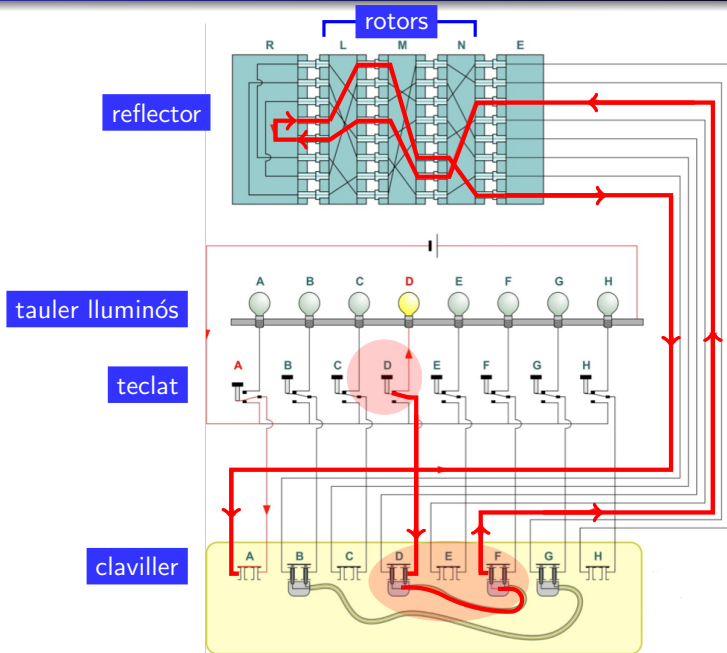 rotors
R L M N E
reflector
A B C D E F G H
tauler lluminós
A B C D E F G H
teclat
A B C D E F G H
claviller